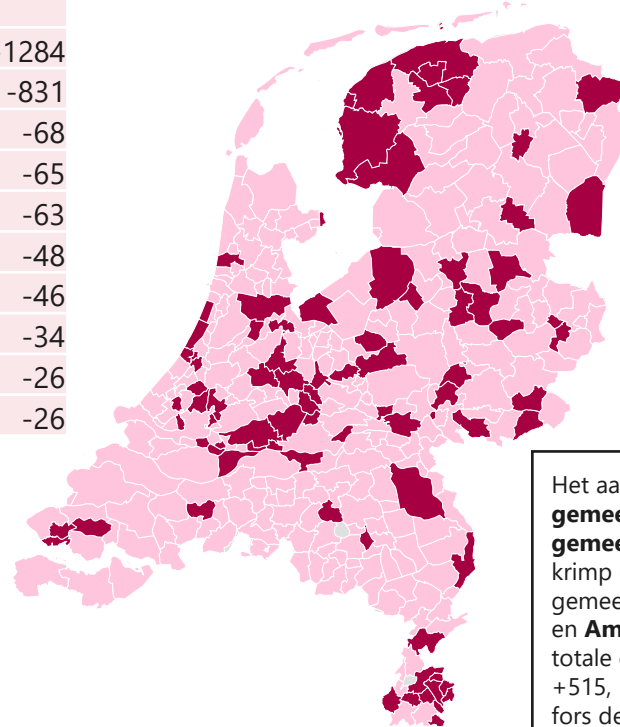 -1284
-831
-68
-65
-63
-48
-46
-34
-26
-26
Het aa
gemee
gemee
krimp
gemee
en Am
totale
+515,
fors de